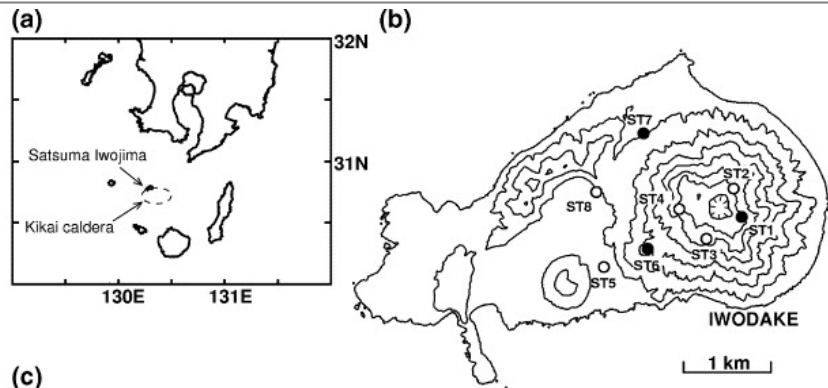 (a)
32N
31N
Satsuma Iwojima
Kikai caldera
130E
131E
(b)
ST7
ST2
ST8
ST4
ST1
ST3
ST6
ST5
IWODAKE
1 km
(c)